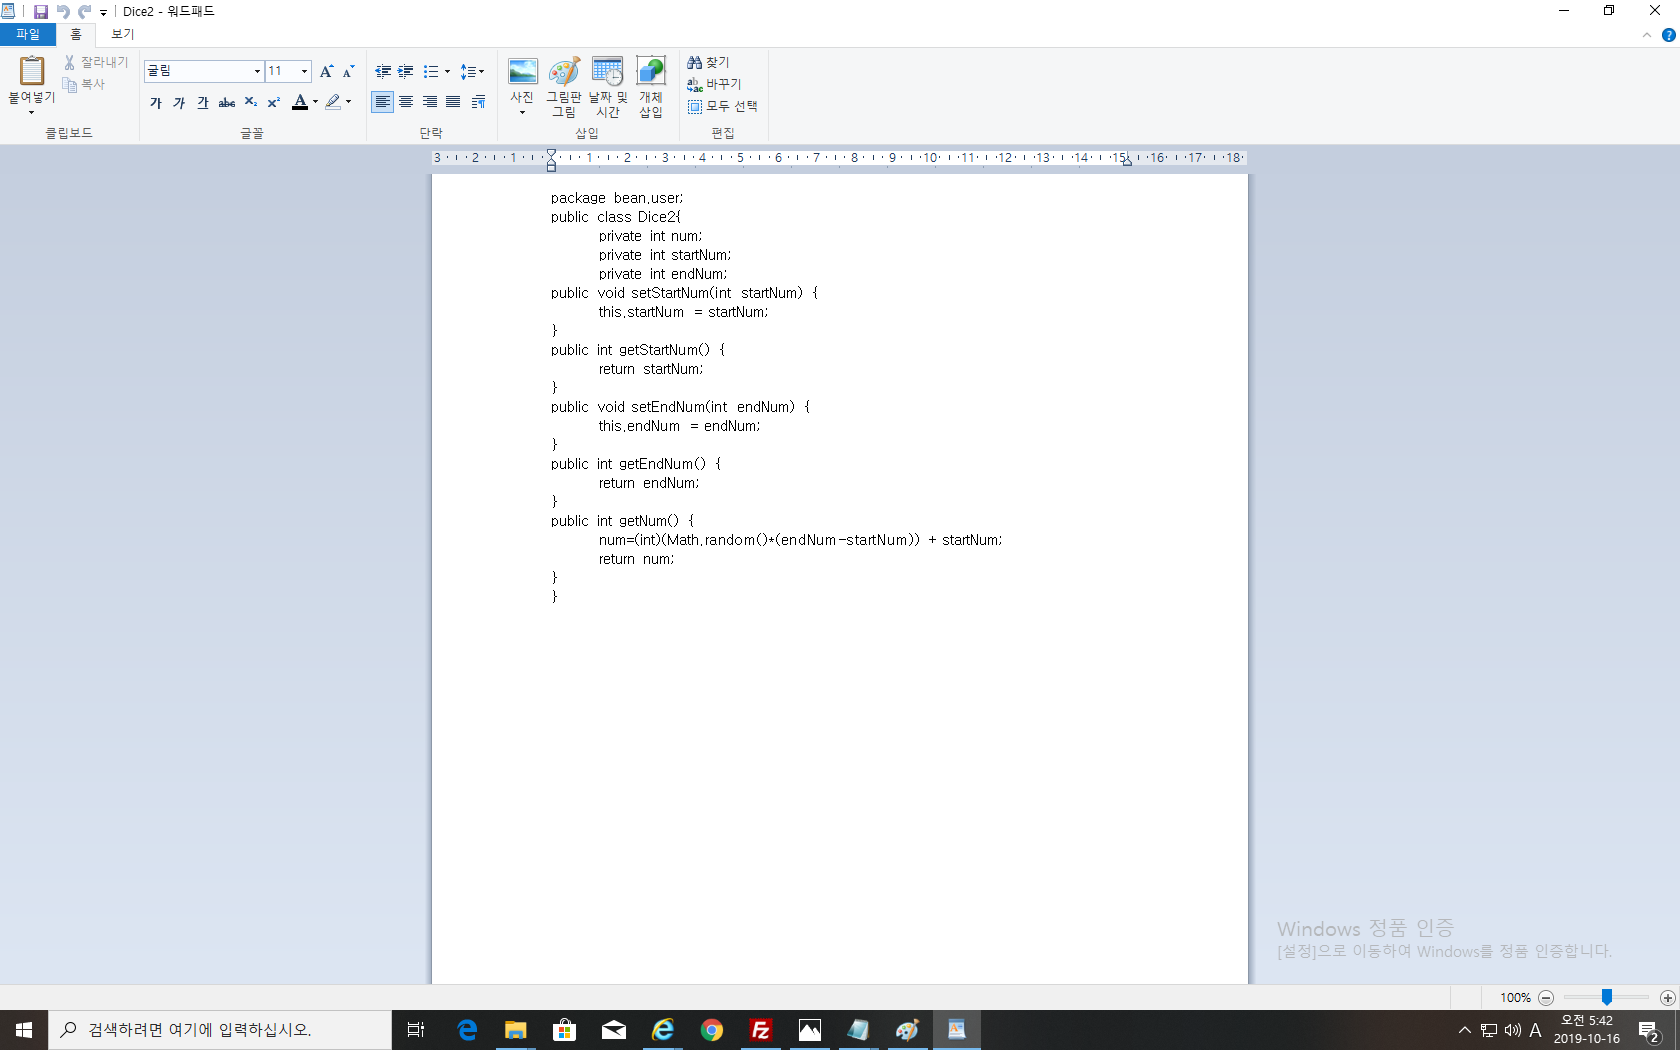 Dice2 - 워드패드
파일 홈 보기
붙여넣기
잘라내기
복사
클립보드
굴림 11
가 가 간 abc X₂ X² A
글꼴
단락
사진
그림판 그림
날짜 및 시간
개체 삽입
삽입
찾기
바꾸기
모두 선택
편집
3 2 1 1 2 3 4 5 6 7 8 9 10 11 12 13 14 15 16 17 18
package bean.user;
public class Dice2{
private int num;
private int startNum;
private int endNum;
public void setStartNum(int startNum) {
this.startNum = startNum;
}
public int getStartNum() {
return startNum;
}
public void setEndNum(int endNum) {
this.endNum = endNum;
}
public int getEndNum() {
return endNum;
}
public int getNum() {
num=(int)(Math.random()*(endNum-startNum)) + startNum;
return num;
}
}
Windows 정품 인증
[설정]으로 이동하여 Windows를 정품 인증합니다.
100%
검색하려면 여기에 입력하십시오.
A
오전 5:42
2019-10-16
2